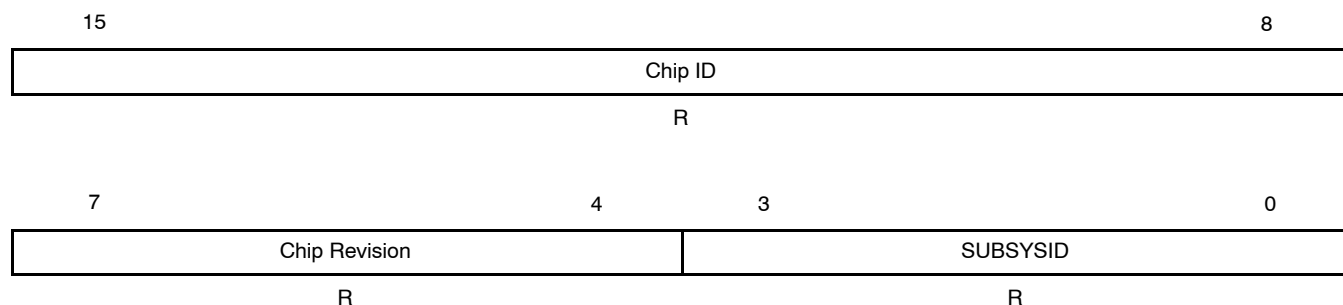 15 8
Chip ID
R
7 4 3 0
Chip Revision SUBSYSID
R R